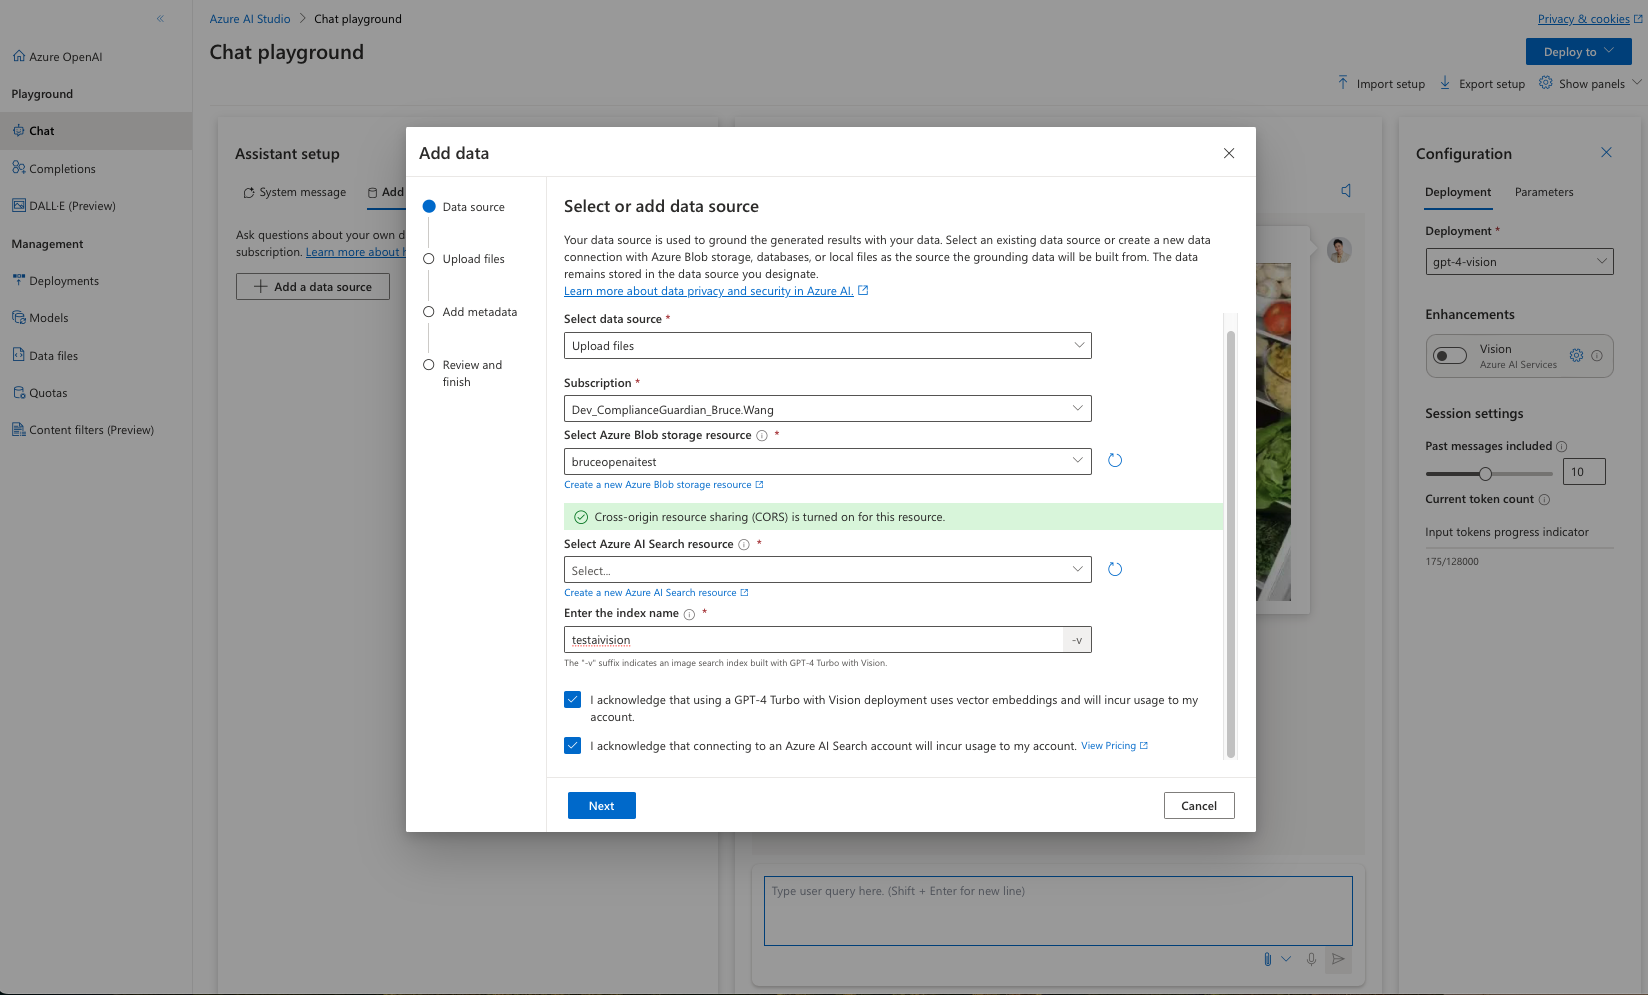 Azure AI Studio > Chat playground
Privacy & cookies
Chat playground
Deploy to
Import setup
Export setup
Show panels
Azure OpenAI
Playground
Chat
Completions
DALL·E (Preview)
Management
Deployments
Models
Data files
Quotas
Content filters (Preview)
Assistant setup
System message
Add
Ask questions about your own d
subscription. Learn more about h
Add a data source
Add data
Data source
Upload files
Add metadata
Review and
finish
Select or add data source
Your data source is used to ground the generated results with your data. Select an existing data source or create a new data
connection with Azure Blob storage, databases, or local files as the source the grounding data will be built from. The data
remains stored in the data source you designate.
Learn more about data privacy and security in Azure AI.
Select data source *
Upload files
Subscription *
Dev_ComplianceGuardian_Bruce.Wang
Select Azure Blob storage resource *
bruceopenaitest
Create a new Azure Blob storage resource
Cross-origin resource sharing (CORS) is turned on for this resource.
Select Azure AI Search resource *
Select...
Create a new Azure AI Search resource
Enter the index name *
testaivision
-v
The "-v" suffix indicates an image search index built with GPT-4 Turbo with Vision.
I acknowledge that using a GPT-4 Turbo with Vision deployment uses vector embeddings and will incur usage to my
account.
I acknowledge that connecting to an Azure AI Search account will incur usage to my account. View Pricing
Next
Cancel
Type user query here. (Shift + Enter for new line)
Configuration
Deployment
Parameters
Deployment *
gpt-4-vision
Enhancements
Vision
Azure AI Services
Session settings
Past messages included
10
Current token count
Input tokens progress indicator
175/128000